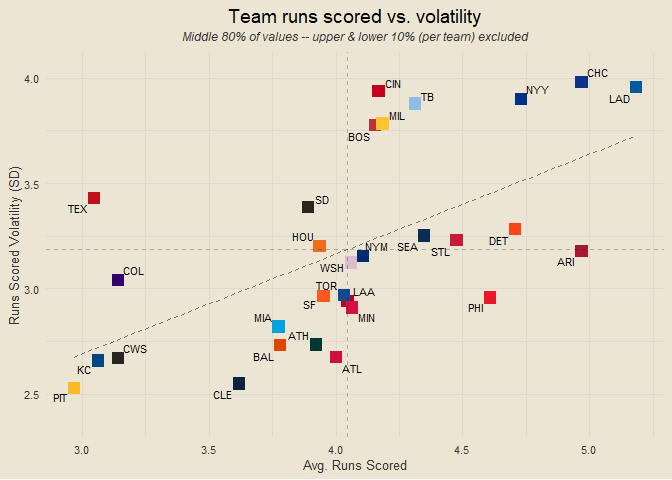 Team runs scored vs. volatility
Middle 80% of values -- upper & lower 10% (per team) excluded
Runs Scored Volatility (SD)
4.0
3.5
3.0
2.5
CHC
CIN
NYY
TB
LAD
MIL
BOS
TEX
SD
HOU
NYM
SEA
STL
DET
ARI
WSH
COL
TOR
LAA
SF
PHI
MIN
MIA
ATH
CWS
BAL
KC
ATL
CLE
PIT
3.0
3.5
4.0
4.5
5.0
Avg. Runs Scored